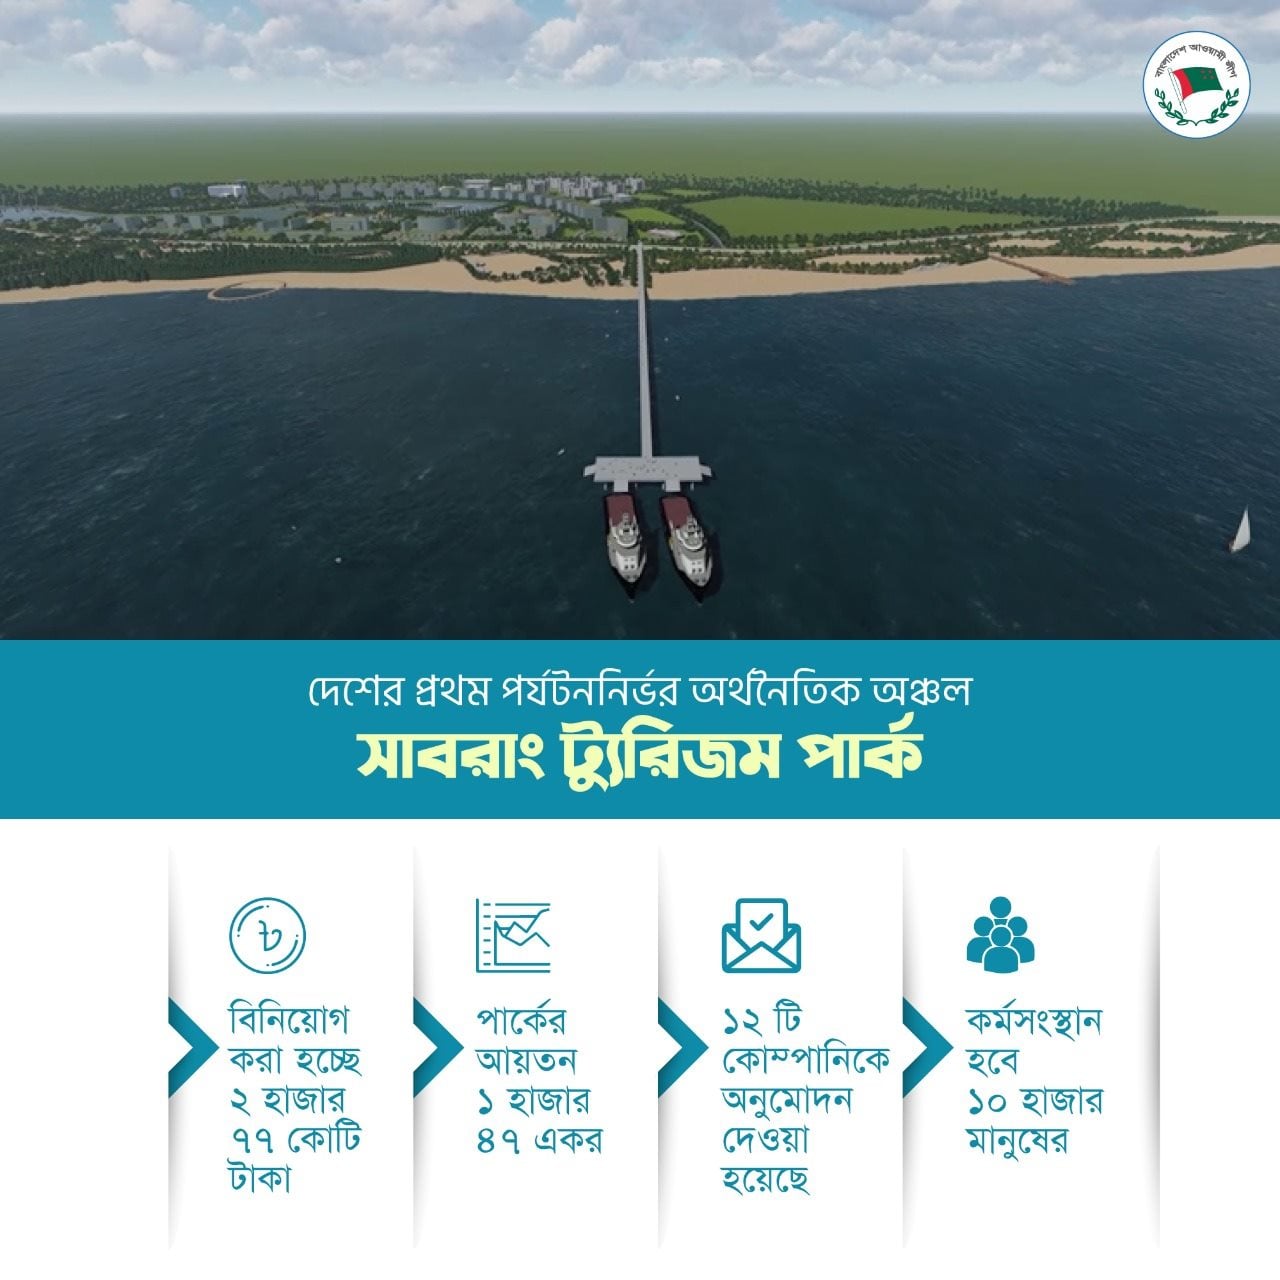 বাংলাদেশ আওয়ামী লীগ
দেশের প্রথম পর্যটননির্ভর অর্থনৈতিক অঞ্চল
সাবরাং ট্যুরিজম পার্ক
৳
বিনিয়োগ
করা হচ্ছে
২ হাজার
৭৭ কোটি
টাকা
পার্কের
আয়তন
১ হাজার
৪৭ একর
১২ টি
কোম্পানিকে
অনুমোদন
দেওয়া
হয়েছে
কর্মসংস্থান
হবে
১০ হাজার
মানুষের